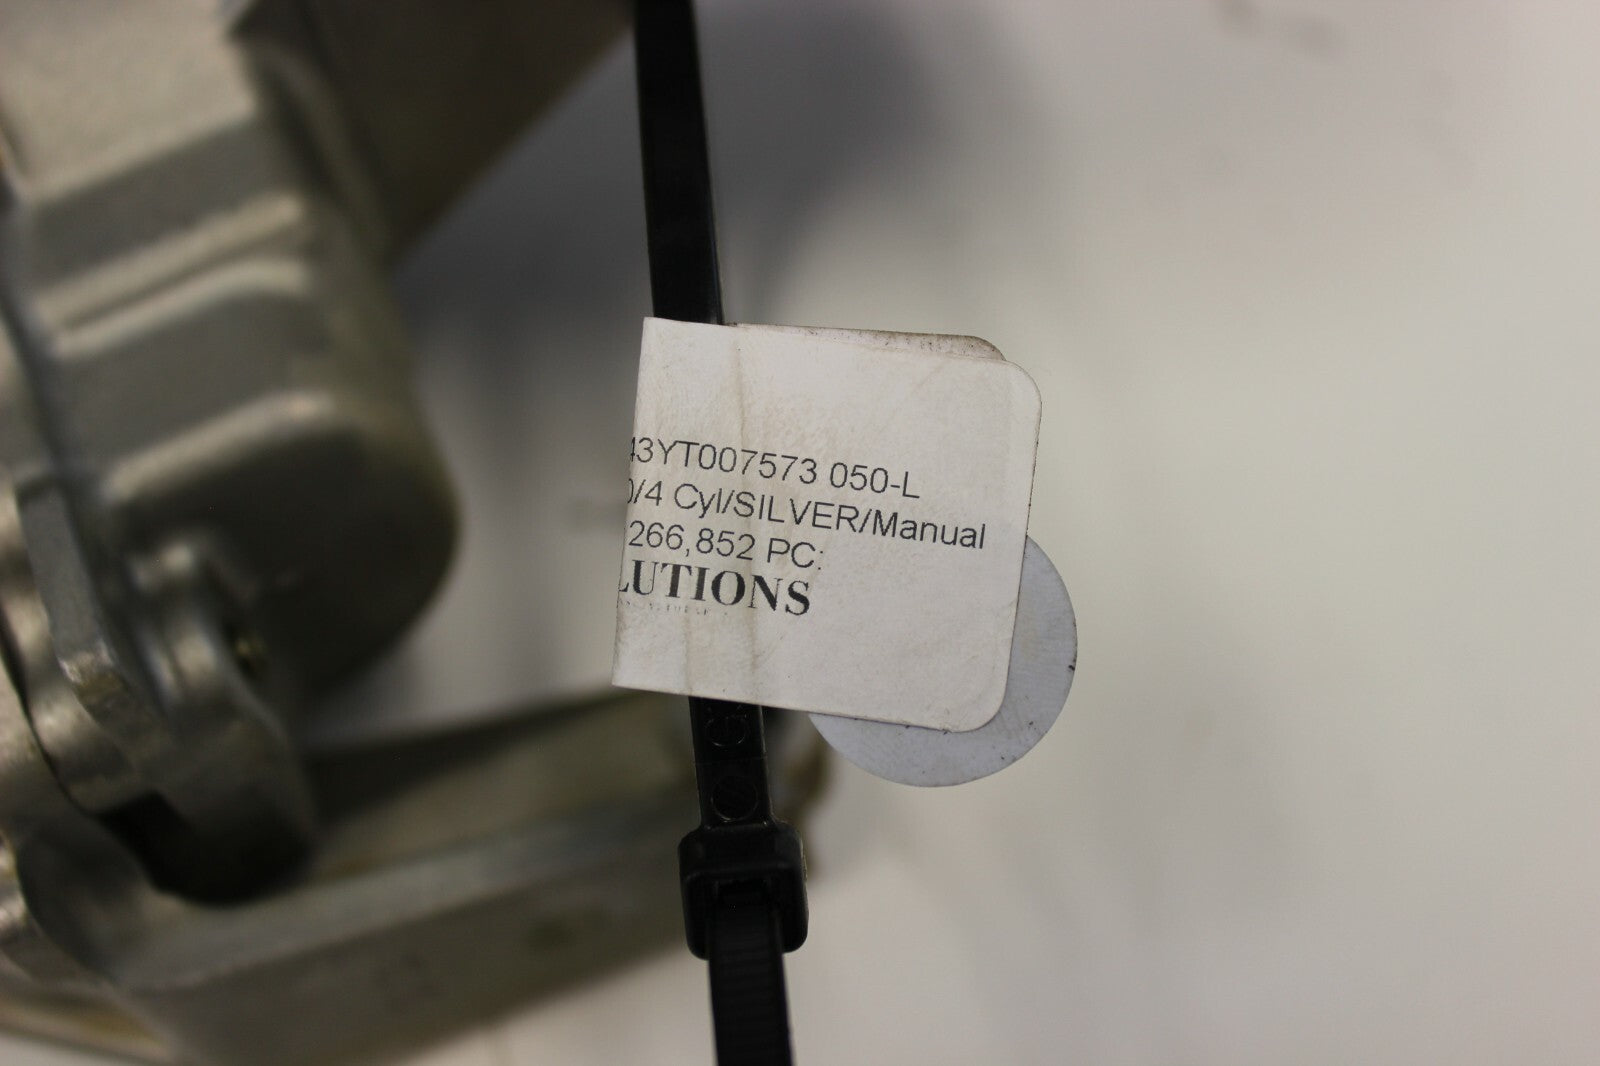 43YT007573 050-L
0/4 Cyl/SILVER/Manual
266,852 PC:
LUTIONS